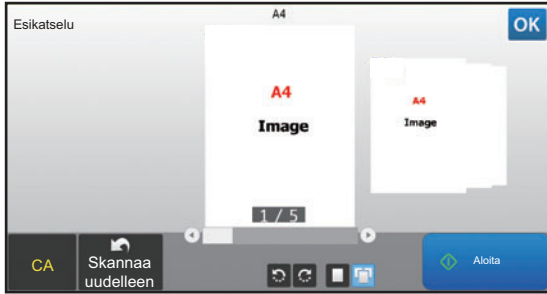 Esikatselu
A4
OK
A4
Image
A4
Image
1 / 5
CA
Skannaa
uudelleen
Aloita